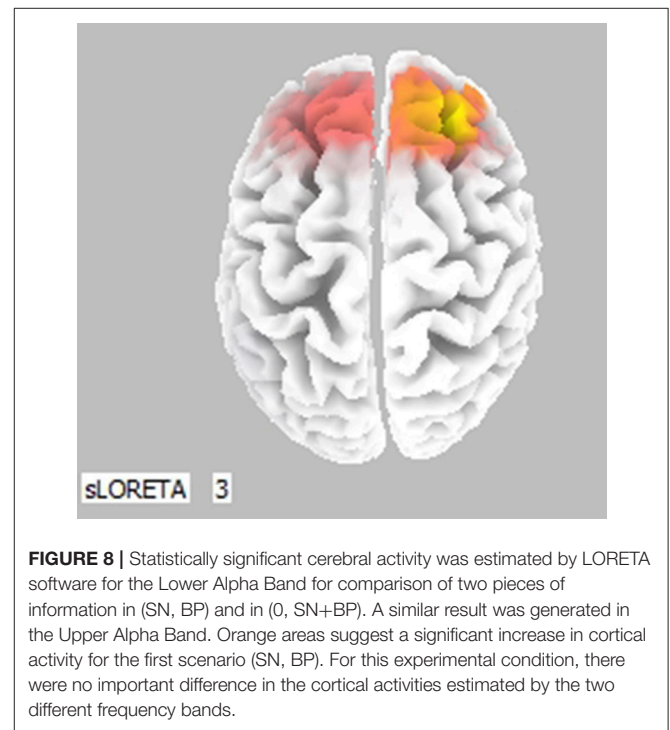 sLORETA 3
FIGURE 8 | Statistically significant cerebral activity was estimated by LORETA
software for the Lower Alpha Band for comparison of two pieces of
information in (SN, BP) and in (0, SN+BP). A similar result was generated in
the Upper Alpha Band. Orange areas suggest a significant increase in cortical
activity for the first scenario (SN, BP). For this experimental condition, there
were no important difference in the cortical activities estimated by the two
different frequency bands.